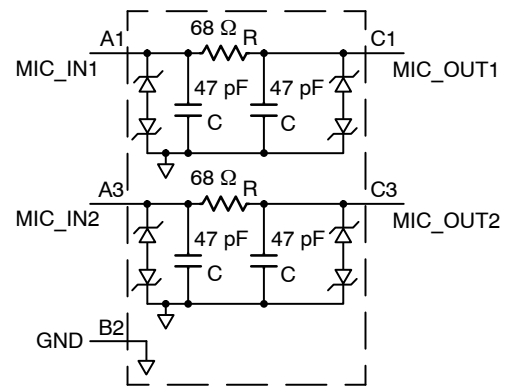 68 Ω
A1 R C1
MIC_IN1 MIC_OUT1
47 pF 47 pF
C C
68 Ω
A3 R C3
MIC_IN2 MIC_OUT2
47 pF 47 pF
C C
B2
GND